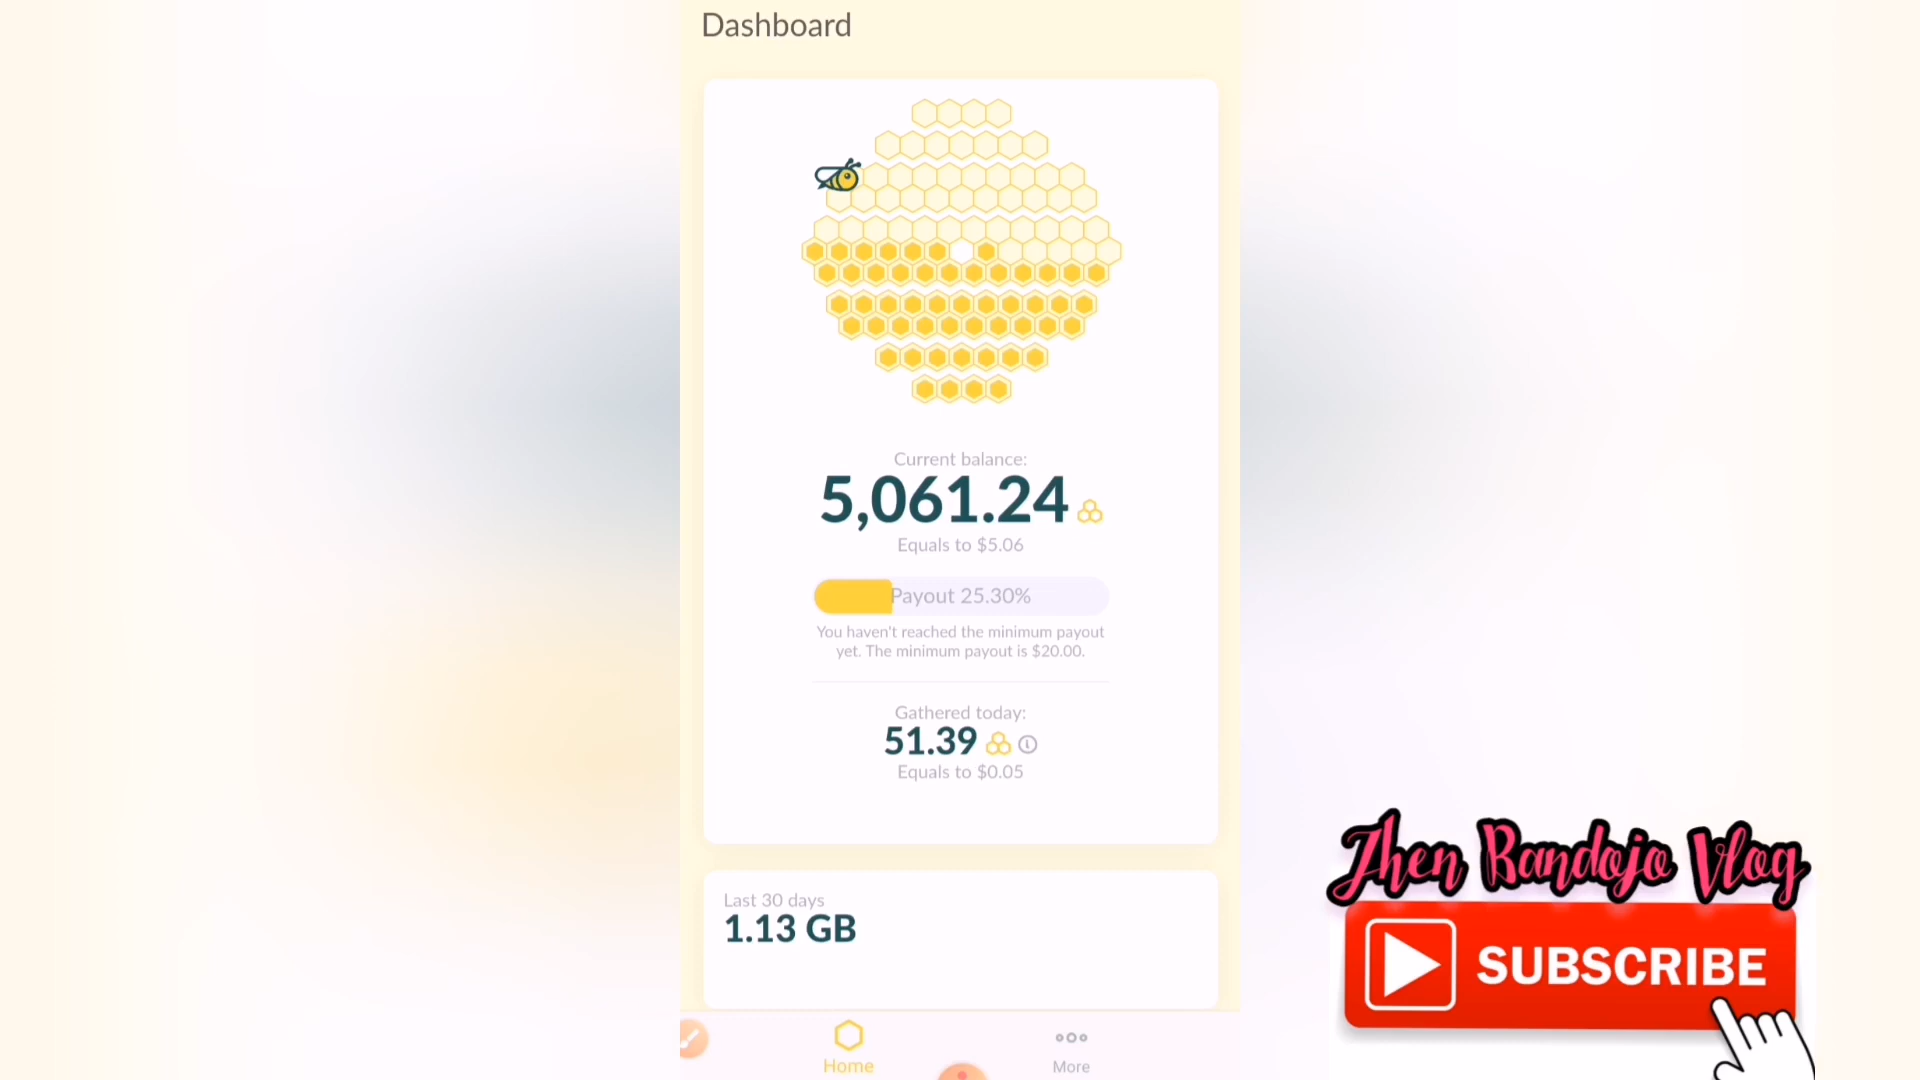 Dashboard
Current balance:
5,061.24
Equals to $5.06
Payout 25.30%
You haven't reached the minimum payout
yet. The minimum payout is $20.00.
Gathered today:
51.39
Equals to $0.05
Last 30 days
1.13 GB
Home
More
Jhen Bandojo Vlog
SUBSCRIBE